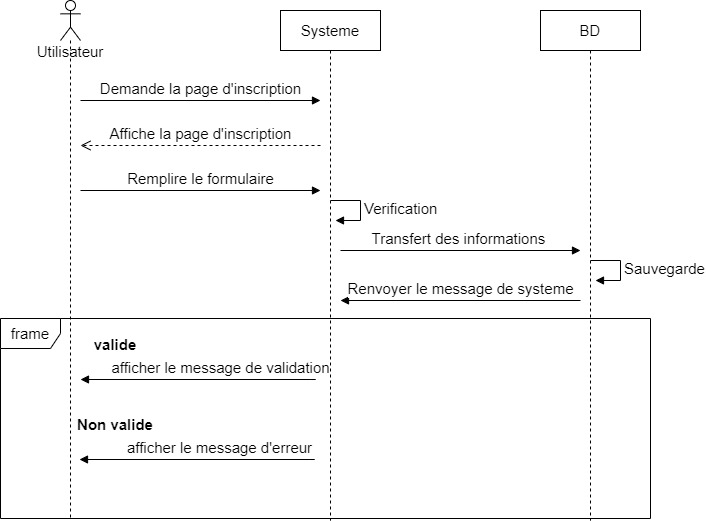 Utilisateur
Systeme
BD
Demande la page d'inscription
Affiche la page d'inscription
Remplire le formulaire
Verification
Transfert des informations
Sauvegarde
Renvoyer le message de systeme
frame
valide
afficher le message de validation
Non valide
afficher le message d'erreur